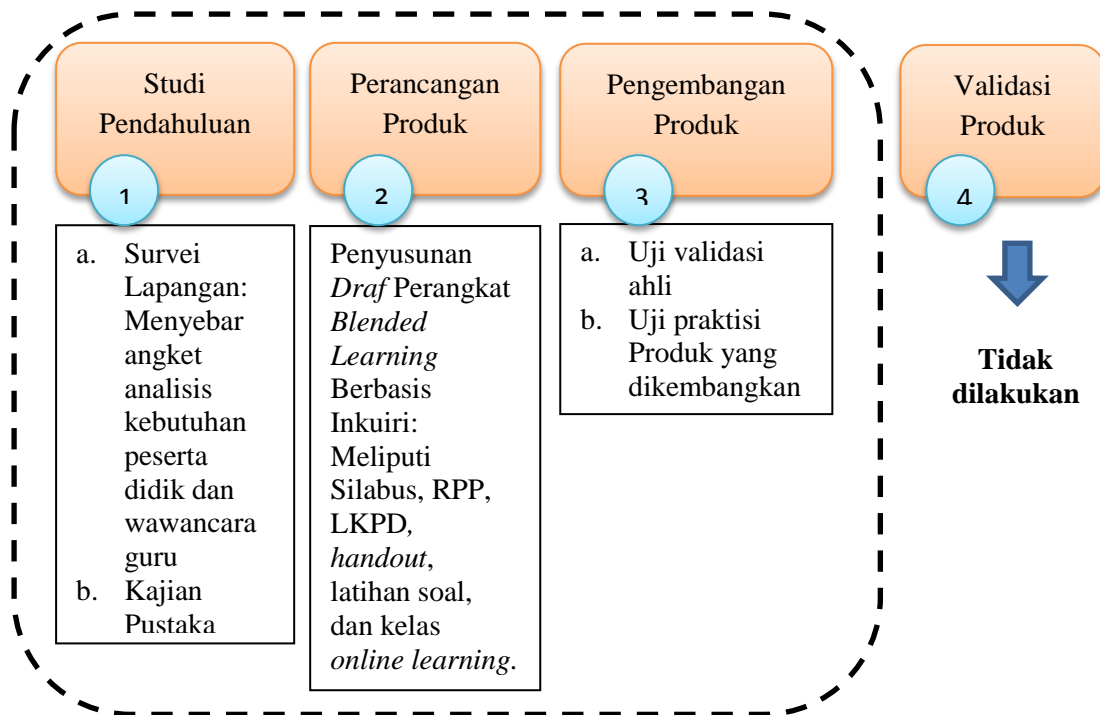 Studi
Pendahuluan
1
a. Survei
Lapangan:
Menyebar
angket
analisis
kebutuhan
peserta
didik dan
wawancara
guru
b. Kajian
Pustaka
Perancangan
Produk
2
Penyusunan
Draf Perangkat
Blended
Learning
Berbasis
Inkuiri:
Meliputi
Silabus, RPP,
LKPD,
handout,
latihan soal,
dan kelas
online learning.
Pengembangan
Produk
3
a. Uji validasi
ahli
b. Uji praktisi
Produk yang
dikembangkan
Validasi
Produk
4
Tidak
dilakukan